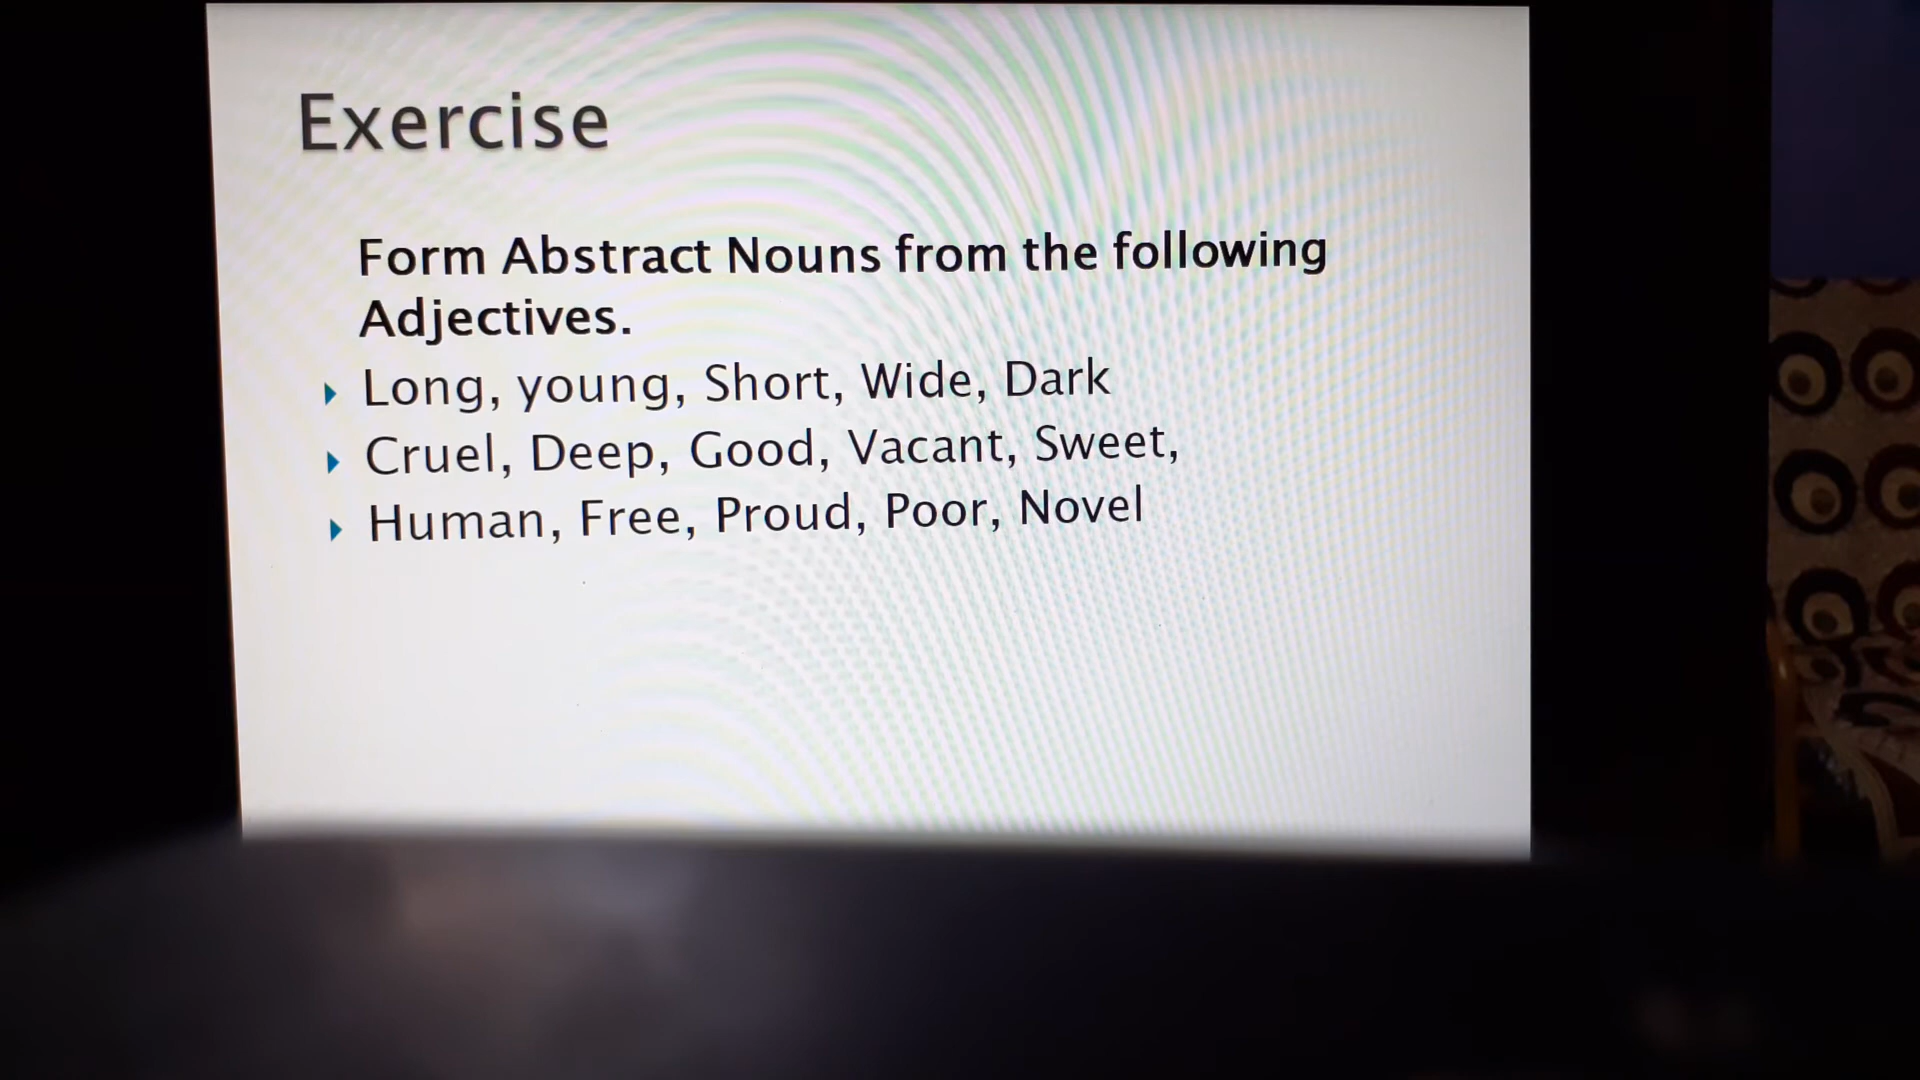 Exercise
Form Abstract Nouns from the following
Adjectives.
Long, young, Short, Wide, Dark
Cruel, Deep, Good, Vacant, Sweet,
Human, Free, Proud, Poor, Novel